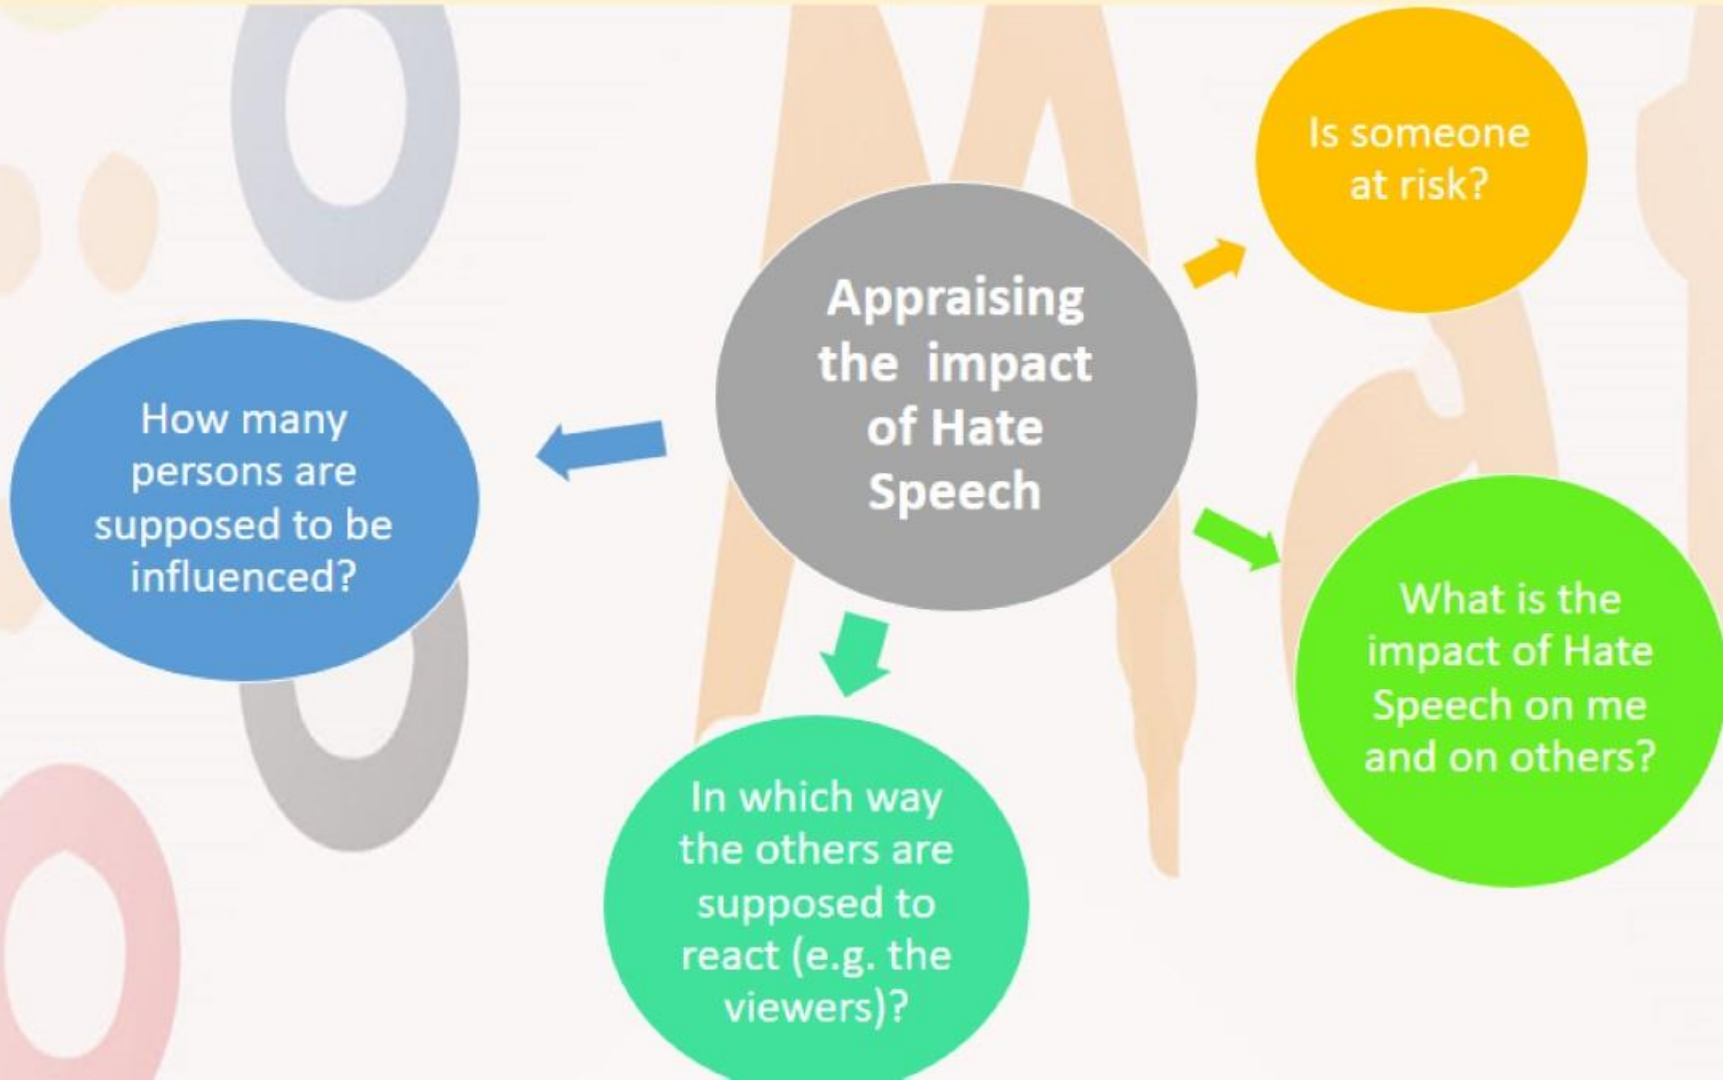 Appraising
the impact
of Hate
Speech
Is someone
at risk?
What is the
impact of Hate
Speech on me
and on others?
In which way
the others are
supposed to
react (e.g. the
viewers)?
How many
persons are
supposed to be
influenced?